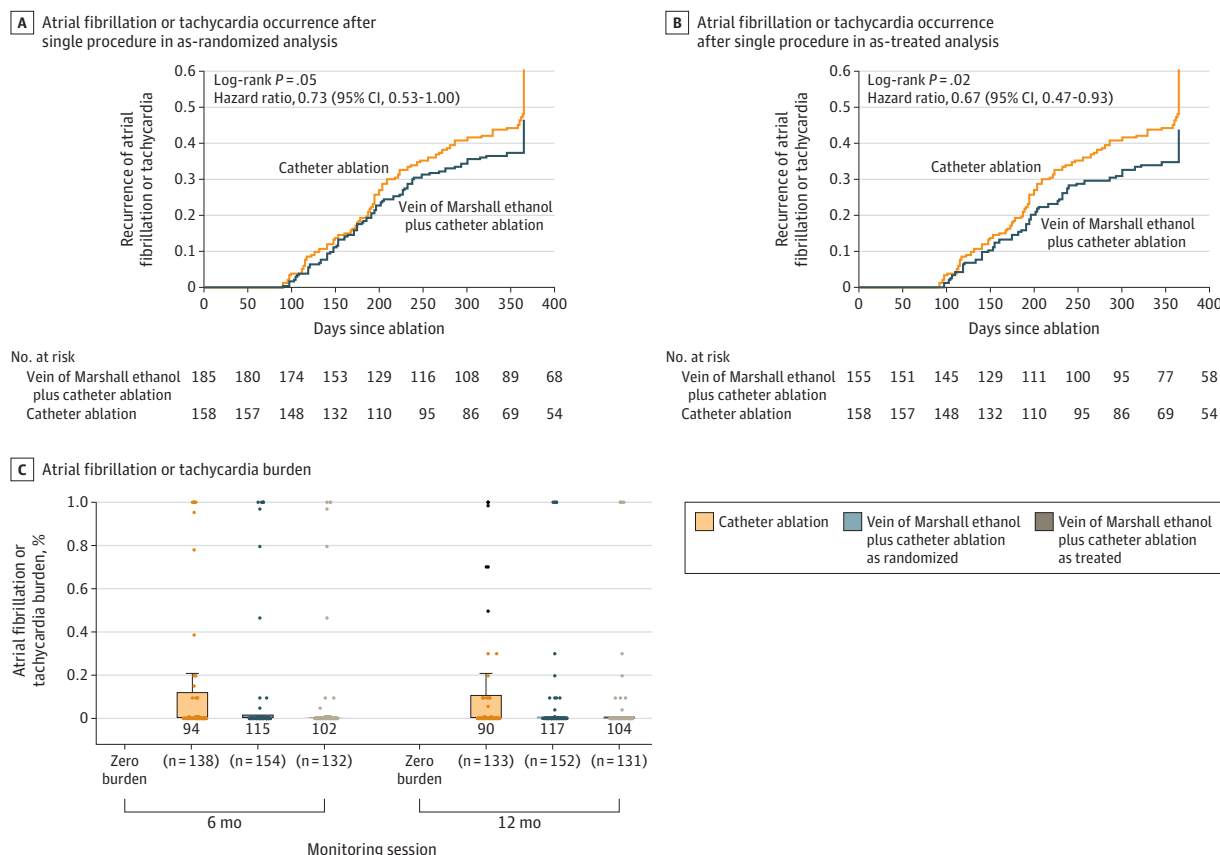 A Atrial fibrillation or tachycardia occurrence after
single procedure in as-randomized analysis
0.6
0.5
0.4
0.3
0.2
0.1
0
Recurrence of atrial
fibrillation or tachycardia
Log-rank P = .05
Hazard ratio, 0.73 (95% CI, 0.53-1.00)
Catheter ablation
Vein of Marshall ethanol
plus catheter ablation
0 50 100 150 200 250 300 350 400
Days since ablation
No. at risk
Vein of Marshall ethanol
plus catheter ablation
185 180 174 153 129 116 108 89 68
Catheter ablation 158 157 148 132 110 95 86 69 54
B Atrial fibrillation or tachycardia occurrence
after single procedure in as-treated analysis
0.6
0.5
0.4
0.3
0.2
0.1
0
Recurrence of atrial
fibrillation or tachycardia
Log-rank P = .02
Hazard ratio, 0.67 (95% CI, 0.47-0.93)
Catheter ablation
Vein of Marshall ethanol
plus catheter ablation
0 50 100 150 200 250 300 350 400
Days since ablation
No. at risk
Vein of Marshall ethanol
plus catheter ablation
155 151 145 129 111 100 95 77 58
Catheter ablation 158 157 148 132 110 95 86 69 54
C Atrial fibrillation or tachycardia burden
1.0
0.8
0.6
0.4
0.2
0
Atrial fibrillation or
tachycardia burden, %
94 115 102 90 117 104
Zero
burden
(n = 138) (n = 154) (n = 132)
Zero
burden
(n = 133) (n = 152) (n = 131)
6 mo 12 mo
Monitoring session
Catheter ablation
Vein of Marshall ethanol
plus catheter ablation
as randomized
Vein of Marshall ethanol
plus catheter ablation
as treated